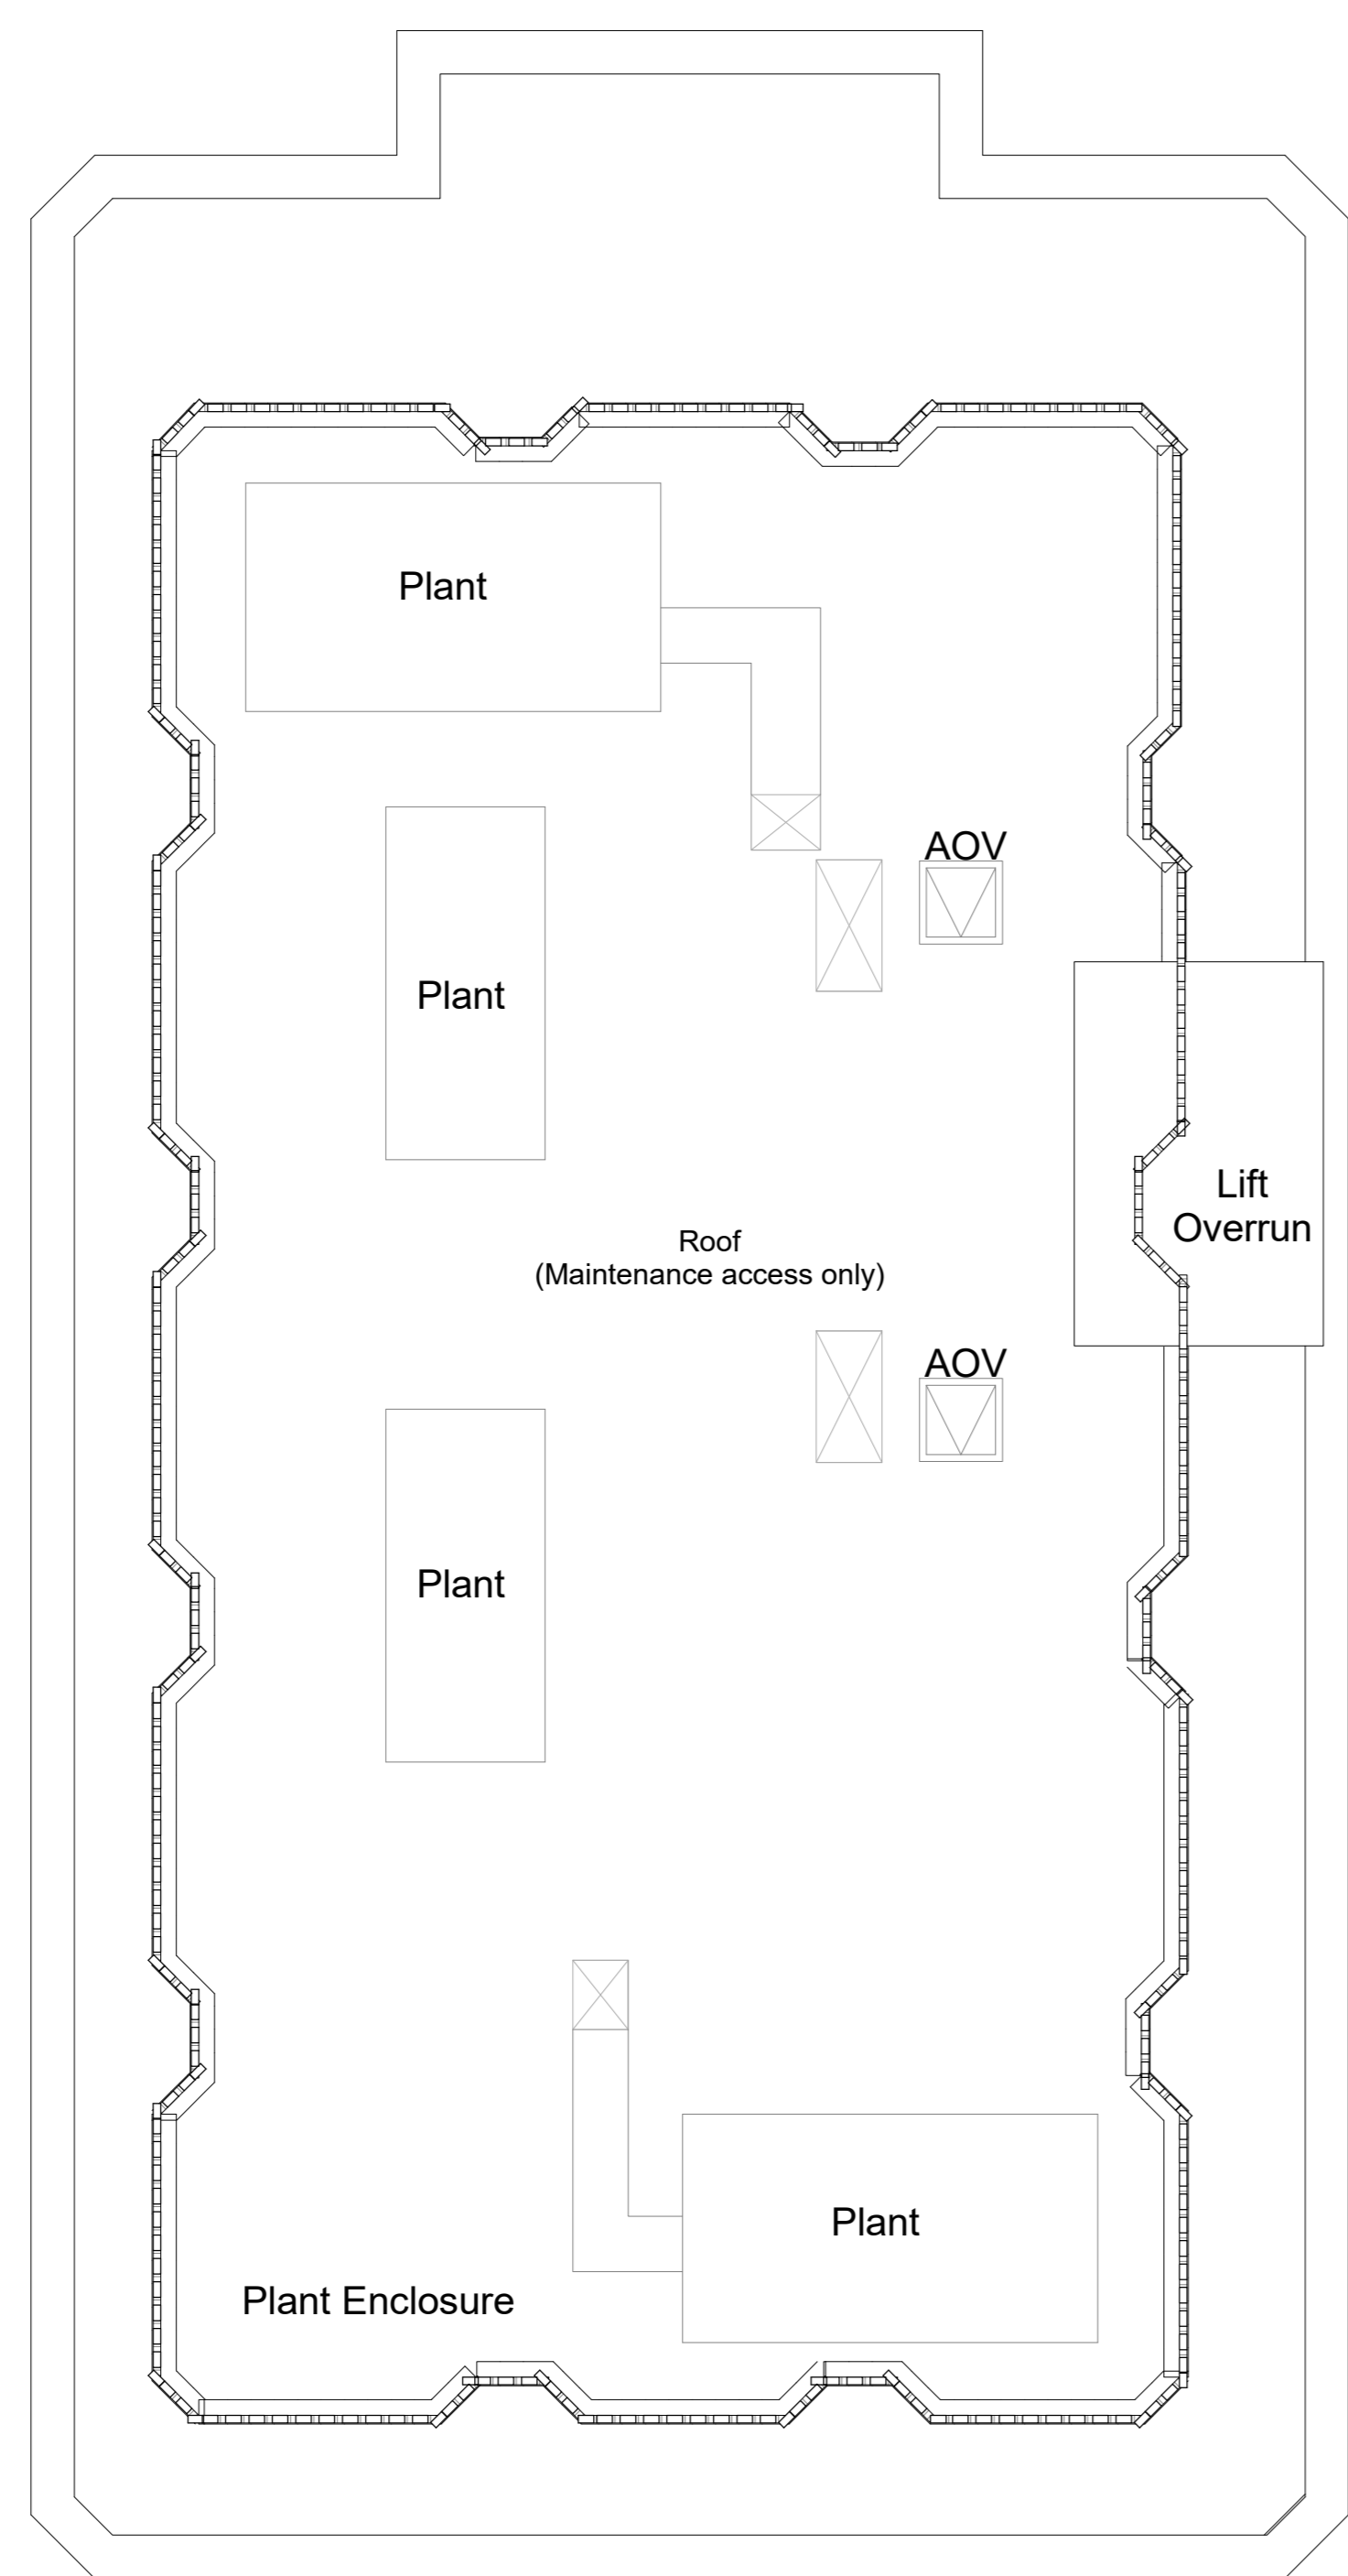 Plant
AOV
Plant
Lift
Overrun
Roof
(Maintenance access only)
AOV
Plant
Plant
Plant Enclosure